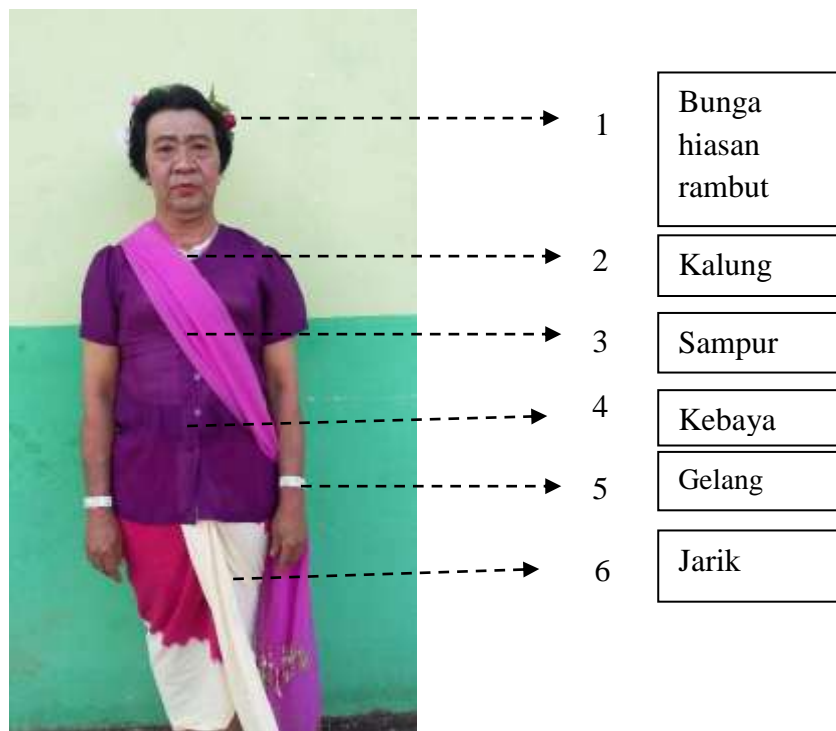 1
Bunga
hiasan
rambut
2
Kalung
3
Sampur
4
Kebaya
5
Gelang
6
Jarik